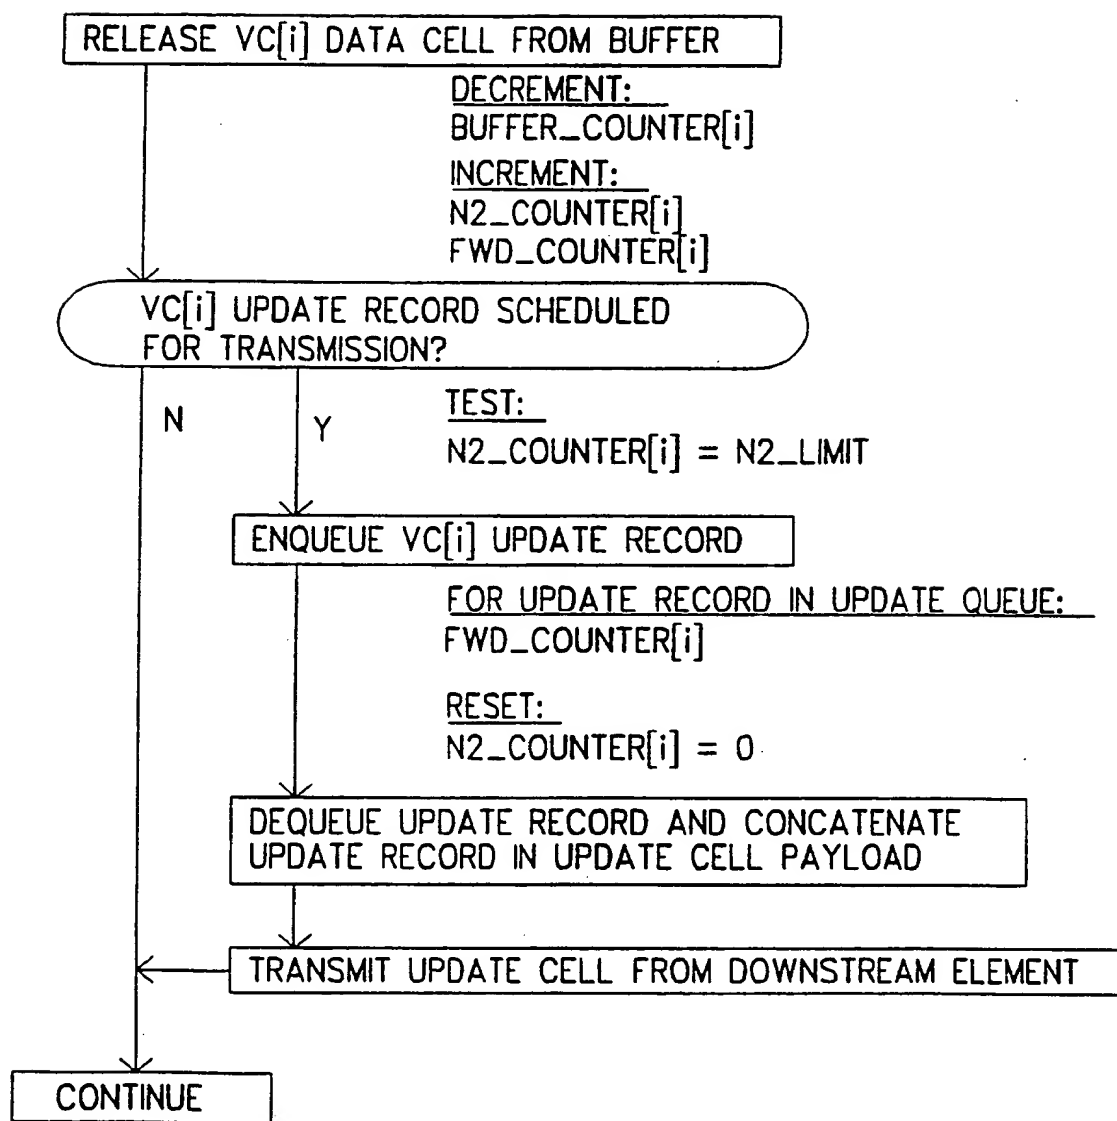 RELEASE VC[i] DATA CELL FROM BUFFER
DECREMENT:
BUFFER_COUNTER[i]
INCREMENT:
N2_COUNTER[i]
FWD_COUNTER[i]
VC[i] UPDATE RECORD SCHEDULED
FOR TRANSMISSION?
N
Y
TEST:
N2_COUNTER[i] = N2_LIMIT
ENQUEUE VC[i] UPDATE RECORD
FOR UPDATE RECORD IN UPDATE QUEUE:
FWD_COUNTER[i]
RESET:
N2_COUNTER[i] = 0
DEQUEUE UPDATE RECORD AND CONCATENATE
UPDATE RECORD IN UPDATE CELL PAYLOAD
TRANSMIT UPDATE CELL FROM DOWNSTREAM ELEMENT
CONTINUE